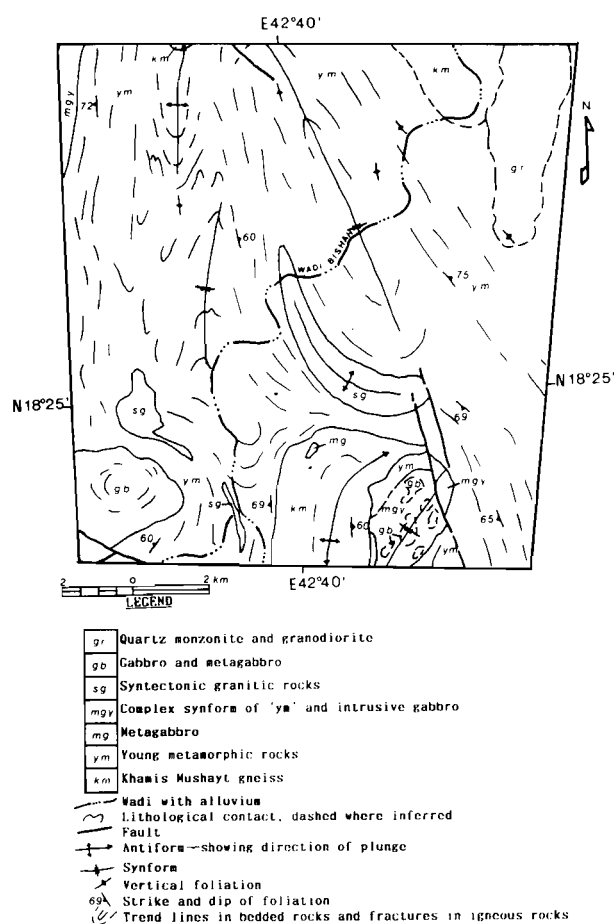 E42°40'
km
ym
ym
km
mgy
72
gr
N
60
WADI BISHAH
75
ym
N18°25'
N18°25'
sg
sg
69
mg
ym
gb
mgy
gb
ym
sg
69
km
60
mgy
gb
65
60
ym
E42°40'
2 0 2 km
LEGEND
gr Quartz monzonite and granodiorite
gb Gabbro and metagabbro
sg Syntectonic granitic rocks
mgy Complex synform of 'ym' and intrusive gabbro
mg Metagabbro
ym Young metamorphic rocks
km Khamis Mushayt gneiss
Wadi with alluvium
Lithological contact, dashed where inferred
Fault
Antiform—showing direction of plunge
Synform
Vertical foliation
69 Strike and dip of foliation
Trend lines in bedded rocks and fractures in igneous rocks